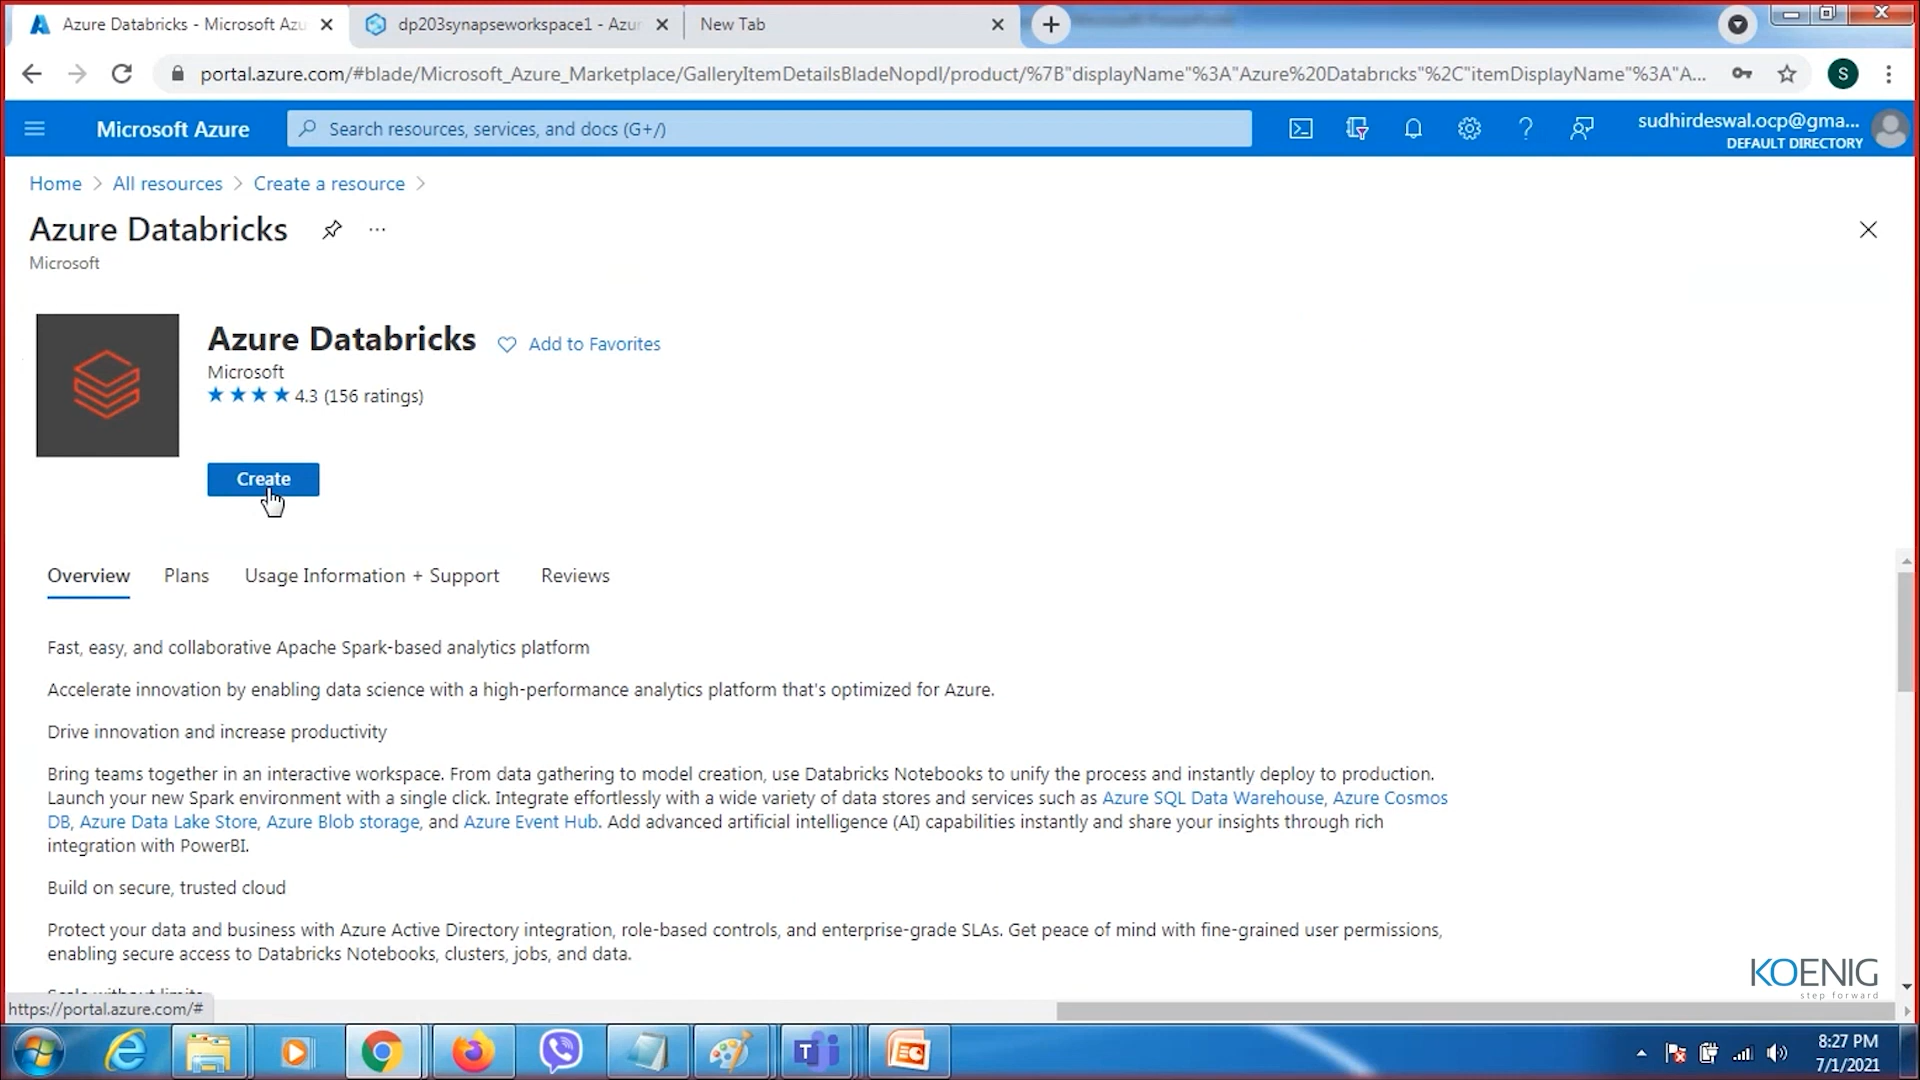 Azure Databricks - Microsoft Azu
dp203synapseworkspace1 - Azur
New Tab
portal.azure.com/#blade/Microsoft_Azure_Marketplace/GalleryItemDetailsBladeNopdl/product/%7B"displayName"%3A"Azure%20Databricks"%2C"itemDisplayName"%3A"A...
S
Microsoft Azure
Search resources, services, and docs (G+/)
sudhirdeswal.ocp@gma...
DEFAULT DIRECTORY
Home > All resources > Create a resource >
Azure Databricks
...
Microsoft
Azure Databricks
Add to Favorites
Microsoft
4.3 (156 ratings)
Create
Overview
Plans
Usage Information + Support
Reviews
Fast, easy, and collaborative Apache Spark-based analytics platform
Accelerate innovation by enabling data science with a high-performance analytics platform that's optimized for Azure.
Drive innovation and increase productivity
Bring teams together in an interactive workspace. From data gathering to model creation, use Databricks Notebooks to unify the process and instantly deploy to production.
Launch your new Spark environment with a single click. Integrate effortlessly with a wide variety of data stores and services such as Azure SQL Data Warehouse, Azure Cosmos
DB, Azure Data Lake Store, Azure Blob storage, and Azure Event Hub. Add advanced artificial intelligence (AI) capabilities instantly and share your insights through rich
integration with PowerBI.
Build on secure, trusted cloud
Protect your data and business with Azure Active Directory integration, role-based controls, and enterprise-grade SLAs. Get peace of mind with fine-grained user permissions,
enabling secure access to Databricks Notebooks, clusters, jobs, and data.
Scale without limits
KOENIG
step forward
https://portal.azure.com/#
8:27 PM
7/1/2021